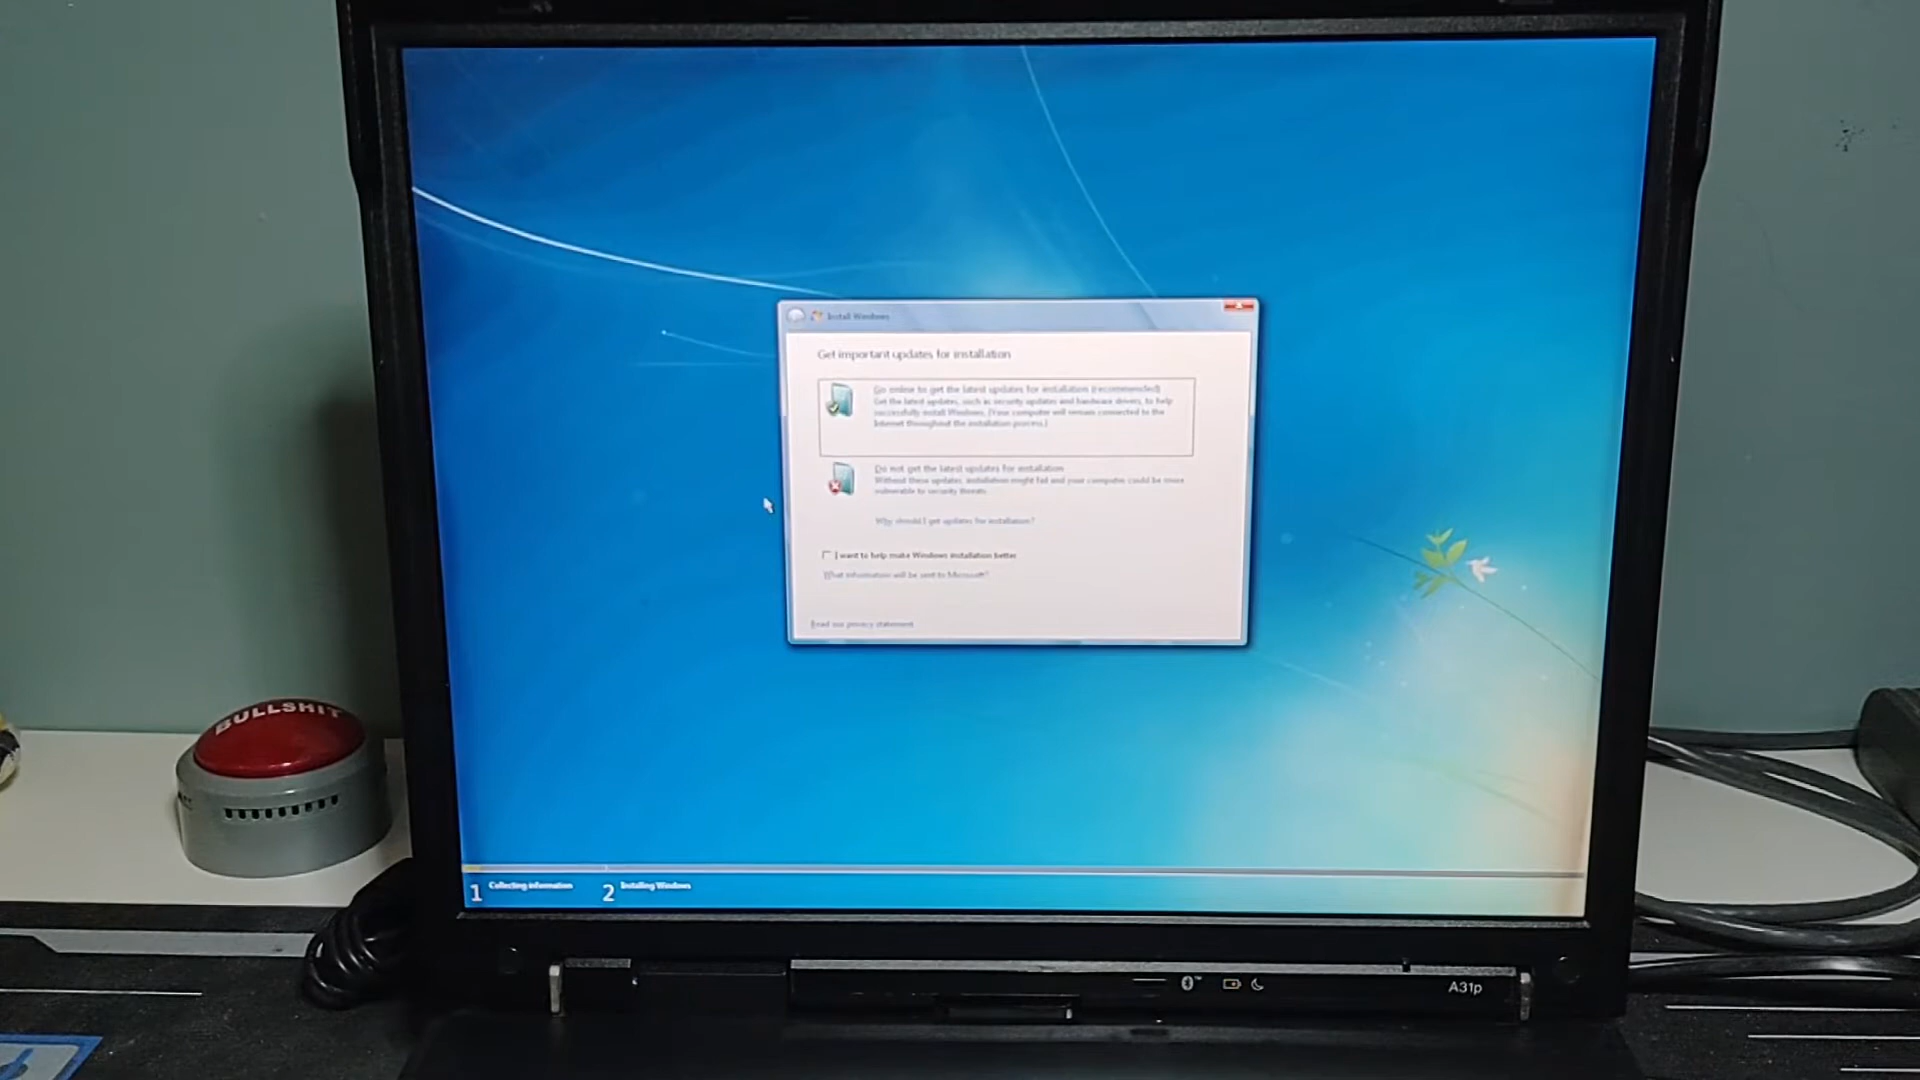 Install Windows
Get important updates for installation
Go online to get the latest updates for installation (recommended)
Get the latest updates, such as security updates and hardware drivers, to help
successfully install Windows. (Your computer will remain connected to the
Internet throughout the installation process.)
Do not get the latest updates for installation
Without these updates, installation might fail and your computer could be more
vulnerable to security threats.
Why should I get updates for installation?
I want to help make Windows installation better
What information will be sent to Microsoft?
Read our privacy statement
BULLSHIT
1 Collecting information 2 Installing Windows
A31p